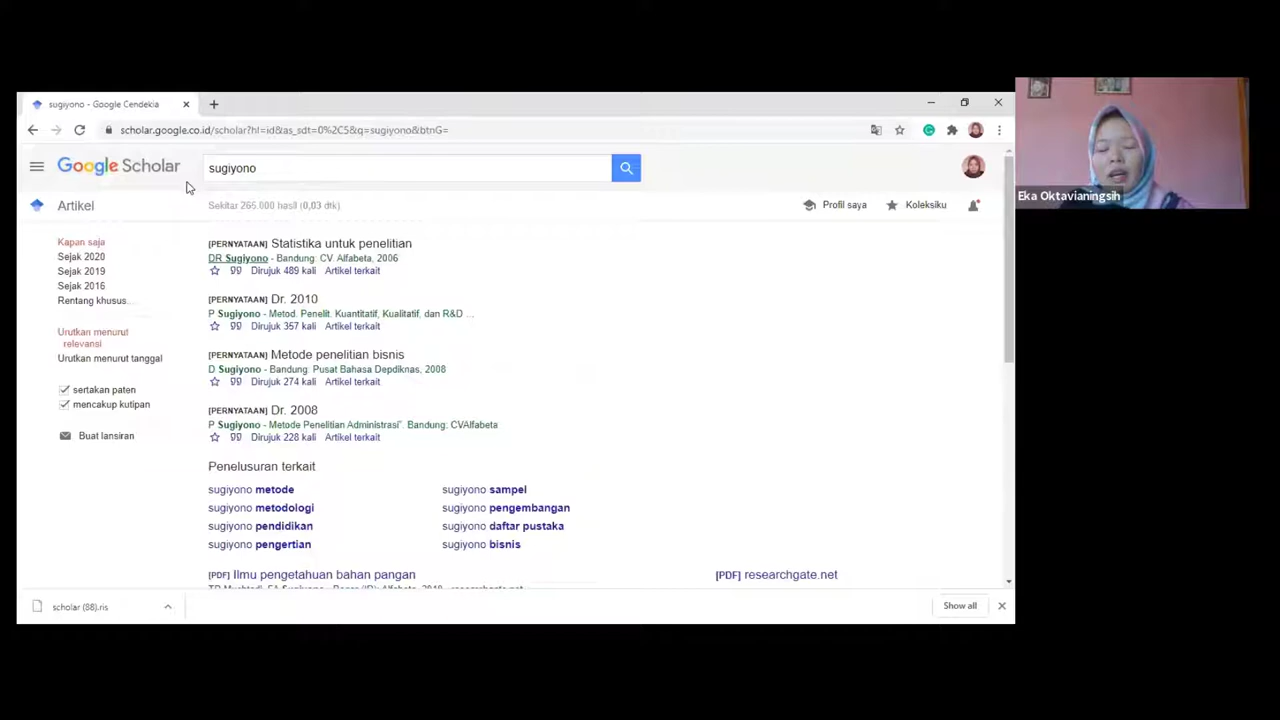 sugiyono - Google Cendekia
scholar.google.co.id/scholar?hl=id&as_sdt=0%2C5&q=sugiyono&btnG=
Google Scholar
sugiyono
Eka Oktavianingsih
Artikel
Sekitar 265.000 hasil (0,03 dtk)
Profil saya
Koleksiku
Kapan saja
Sejak 2020
Sejak 2019
Sejak 2016
Rentang khusus...
Urutkan menurut
relevansi
Urutkan menurut tanggal
sertakan paten
mencakup kutipan
Buat lansiran
[PERNYATAAN] Statistika untuk penelitian
DR Sugiyono - Bandung: CV. Alfabeta, 2006
Dirujuk 489 kali Artikel terkait
[PERNYATAAN] Dr. 2010
P Sugiyono - Metod. Penelit. Kuantitatif, Kualitatif, dan R&D ...
Dirujuk 357 kali Artikel terkait
[PERNYATAAN] Metode penelitian bisnis
D Sugiyono - Bandung: Pusat Bahasa Depdiknas, 2008
Dirujuk 274 kali Artikel terkait
[PERNYATAAN] Dr. 2008
P Sugiyono - Metode Penelitian Administrasi". Bandung: CVAlfabeta
Dirujuk 228 kali Artikel terkait
Penelusuran terkait
sugiyono metode
sugiyono sampel
sugiyono metodologi
sugiyono pengembangan
sugiyono pendidikan
sugiyono daftar pustaka
sugiyono pengertian
sugiyono bisnis
[PDF] Ilmu pengetahuan bahan pangan
[PDF] researchgate.net
scholar (88).ris
Show all